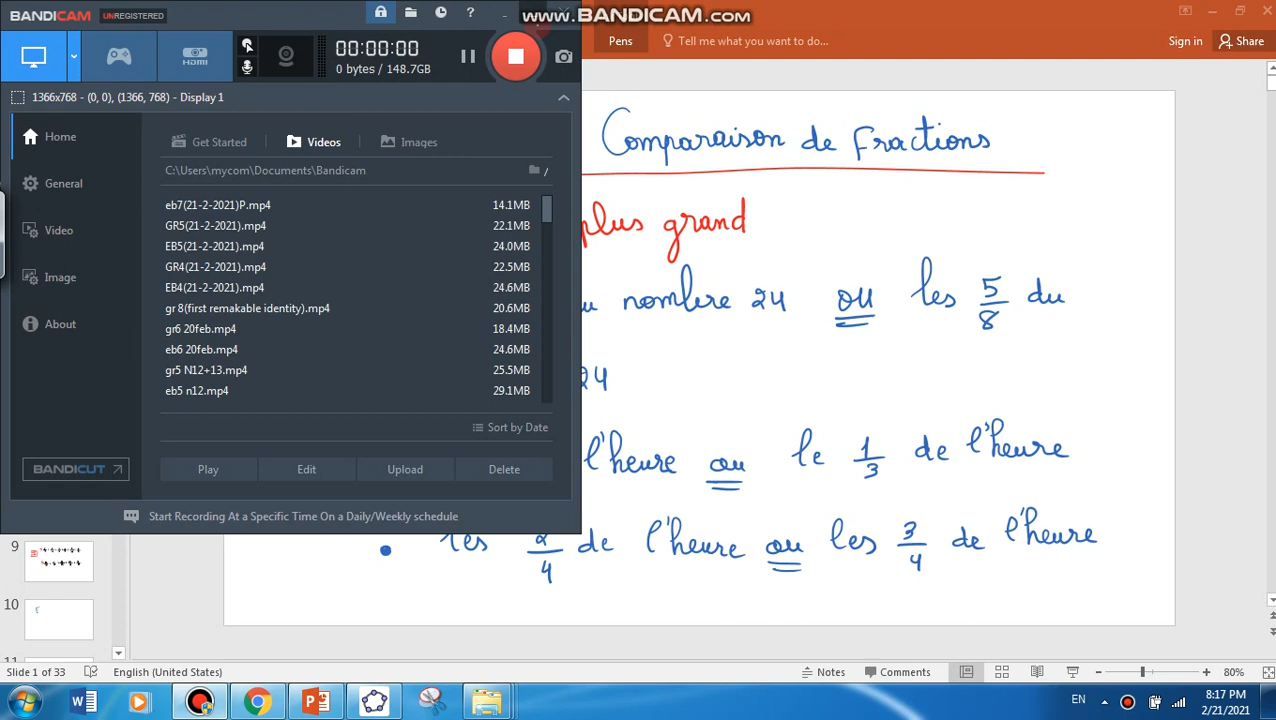 BANDICAM UNREGISTERED
www.BANDICAM.com
Pens
Tell me what you want to do...
Sign in
Share
HDMI
00:00:00
0 bytes / 148.7GB
1366x768 - (0, 0), (1366, 768) - Display 1
Home
General
Video
Image
About
BANDICUT
Get Started
Videos
Images
C:\Users\mycom\Documents\Bandicam
/
eb7(21-2-2021)P.mp4 14.1MB
GR5(21-2-2021).mp4 22.1MB
EB5(21-2-2021).mp4 24.0MB
GR4(21-2-2021).mp4 22.5MB
EB4(21-2-2021).mp4 24.6MB
gr 8(first remakable identity).mp4 20.6MB
gr6 20feb.mp4 18.4MB
eb6 20feb.mp4 24.6MB
gr5 N12+13.mp4 25.5MB
eb5 n12.mp4 29.1MB
Sort by Date
Play
Edit
Upload
Delete
Start Recording At a Specific Time On a Daily/Weekly schedule
Comparaison de Fractions
plus grand
u nombre 24 ou les 5/8 du
24
l'heure ou le 1/3 de l'heure
• les 2/4 de l'heure ou les 3/4 de l'heure
9
10
Slide 1 of 33
English (United States)
Notes
Comments
80%
EN
8:17 PM
2/21/2021